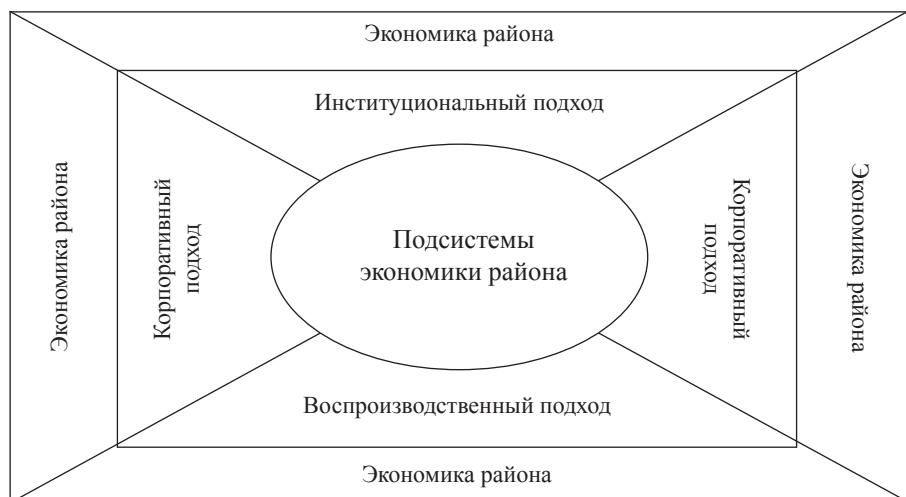 Экономика района
Институциональный подход
Экономика района
Корпоративный
подход
Подсистемы
экономики района
Корпоративный
подход
Экономика района
Воспроизводственный подход
Экономика района